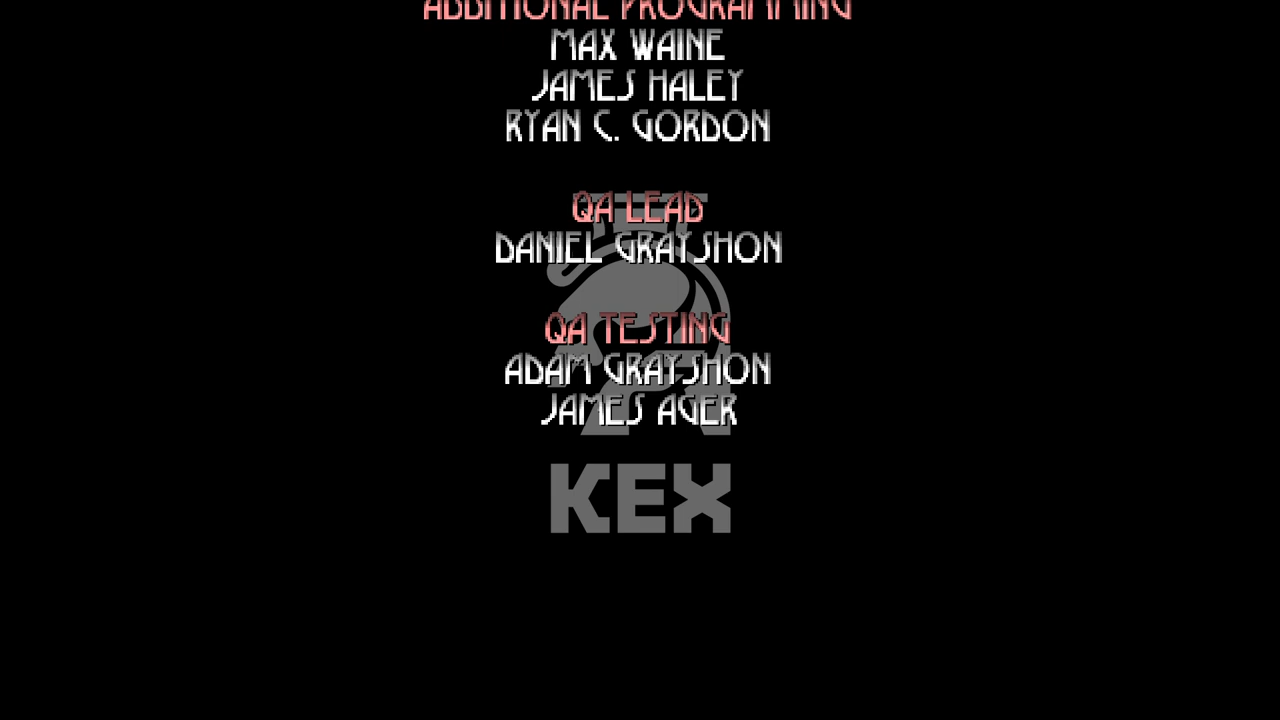 ADDITIONAL PROGRAMMING
MAX WAINE
JAMES HALEY
RYAN C. GORDON
QA LEAD
DANIEL GRAYSHON
QA TESTING
ADAM GRAYSHON
JAMES AGER
KEX